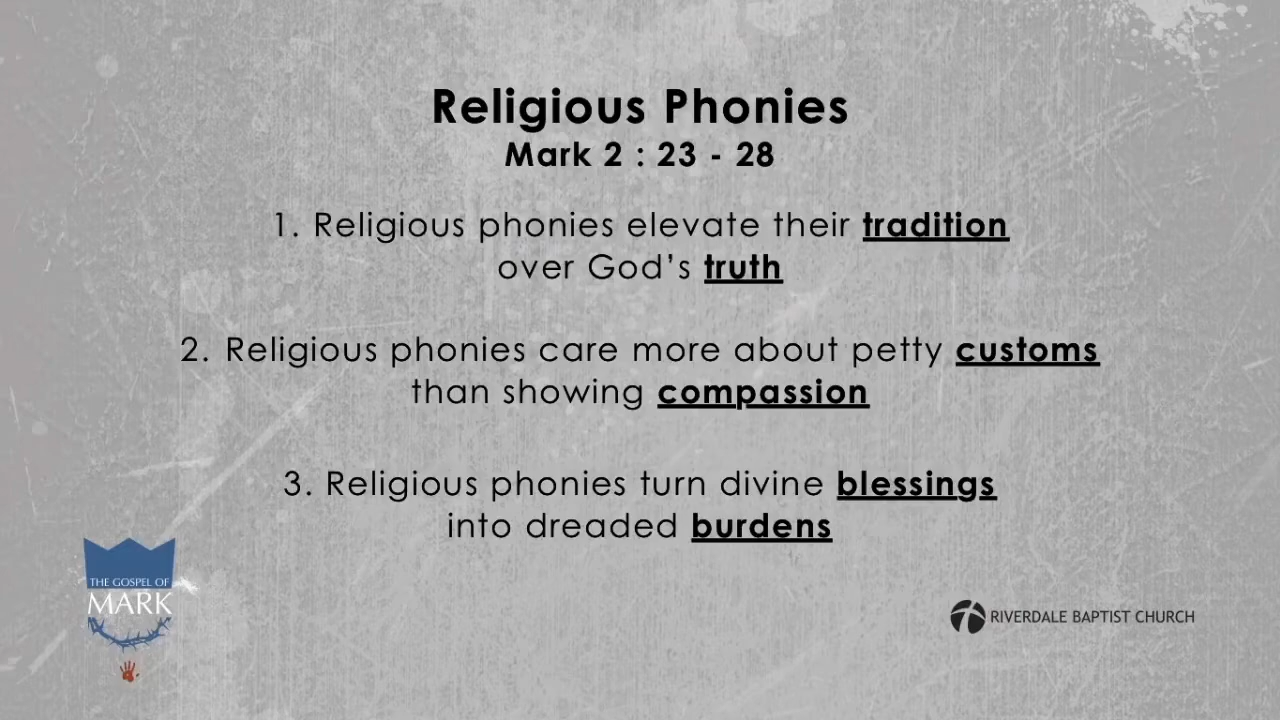 Religious Phonies
Mark 2 : 23 - 28
1. Religious phonies elevate their tradition
over God’s truth
2. Religious phonies care more about petty customs
than showing compassion
3. Religious phonies turn divine blessings
into dreaded burdens
THE GOSPEL OF
MARK
RIVERDALE BAPTIST CHURCH